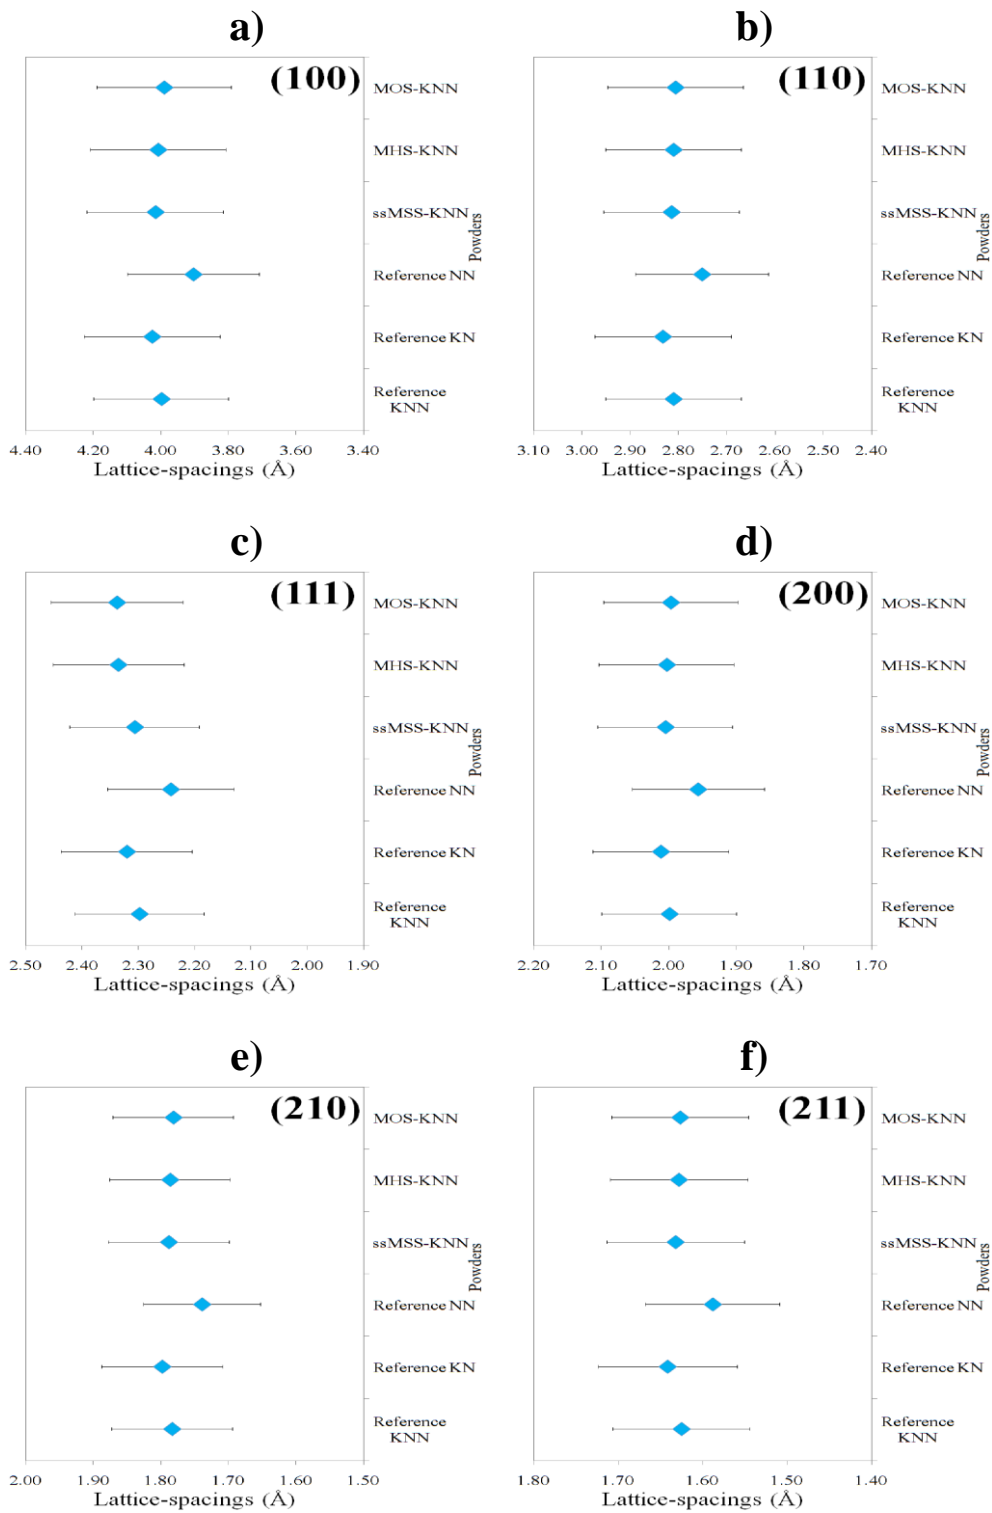 a)
(100)
MOS-KNN
MHS-KNN
ssMSS-KNN
Reference NN
Reference KN
Reference
KNN
Powders
4.40 4.20 4.00 3.80 3.60 3.40
Lattice-spacings (Å)
b)
(110)
MOS-KNN
MHS-KNN
ssMSS-KNN
Reference NN
Reference KN
Reference
KNN
Powders
3.10 3.00 2.90 2.80 2.70 2.60 2.50 2.40
Lattice-spacings (Å)
c)
(111)
MOS-KNN
MHS-KNN
ssMSS-KNN
Reference NN
Reference KN
Reference
KNN
Powders
2.50 2.40 2.30 2.20 2.10 2.00 1.90
Lattice-spacings (Å)
d)
(200)
MOS-KNN
MHS-KNN
ssMSS-KNN
Reference NN
Reference KN
Reference
KNN
Powders
2.20 2.10 2.00 1.90 1.80 1.70
Lattice-spacings (Å)
e)
(210)
MOS-KNN
MHS-KNN
ssMSS-KNN
Reference NN
Reference KN
Reference
KNN
Powders
2.00 1.90 1.80 1.70 1.60 1.50
Lattice-spacings (Å)
f)
(211)
MOS-KNN
MHS-KNN
ssMSS-KNN
Reference NN
Reference KN
Reference
KNN
Powders
1.80 1.70 1.60 1.50 1.40
Lattice-spacings (Å)